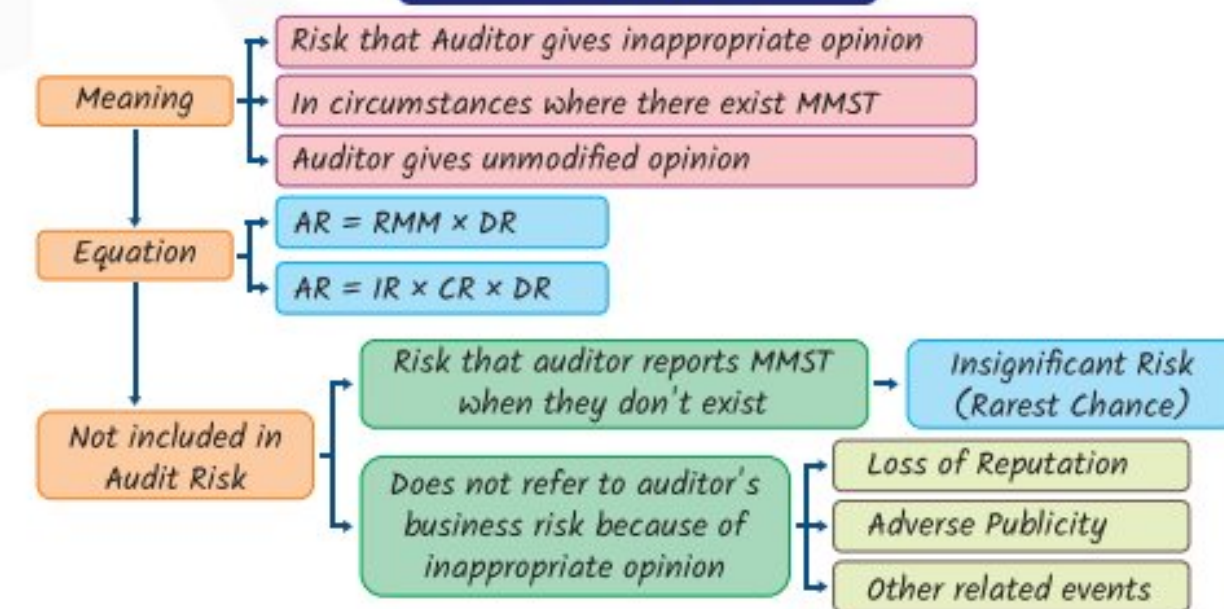 Meaning
Risk that Auditor gives inappropriate opinion
In circumstances where there exist MMST
Auditor gives unmodified opinion
Equation
AR = RMM × DR
AR = IR × CR × DR
Not included in
Audit Risk
Risk that auditor reports MMST
when they don't exist
Insignificant Risk
(Rarest Chance)
Does not refer to auditor's
business risk because of
inappropriate opinion
Loss of Reputation
Adverse Publicity
Other related events